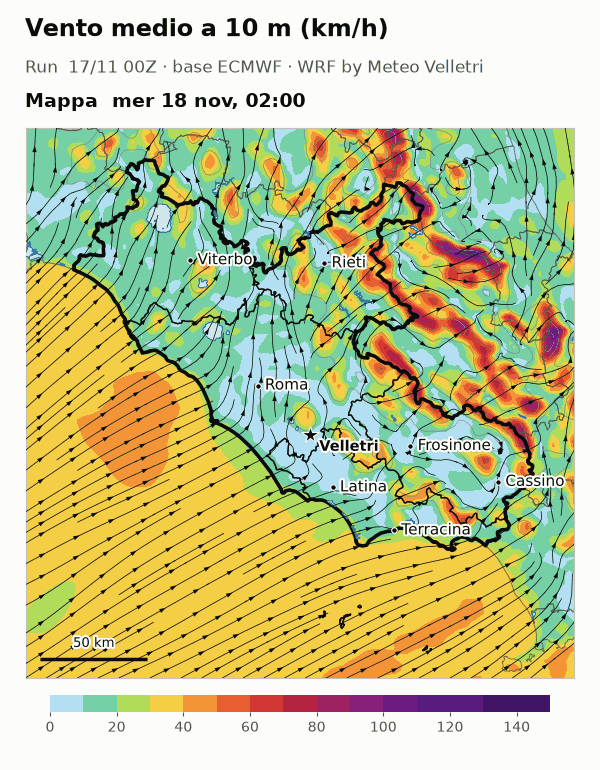 Vento medio a 10 m (km/h)
Run  17/11 00Z · base ECMWF · WRF by Meteo Velletri
Mappa  mer 18 nov, 02:00
Viterbo
Rieti
Roma
Velletri
Frosinone
Cassino
Latina
Terracina
50 km
0 20 40 60 80 100 120 140